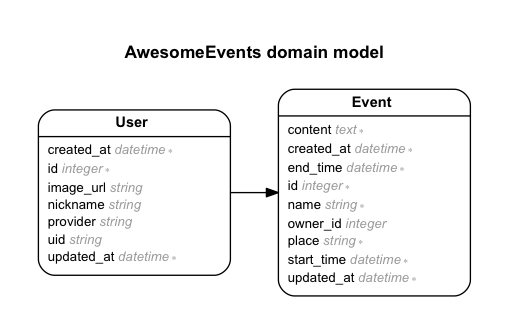 AwesomeEvents domain model
User
created_at datetime *
id integer *
image_url string
nickname string
provider string
uid string
updated_at datetime *
Event
content text *
created_at datetime *
end_time datetime *
id integer *
name string *
owner_id integer
place string *
start_time datetime *
updated_at datetime *